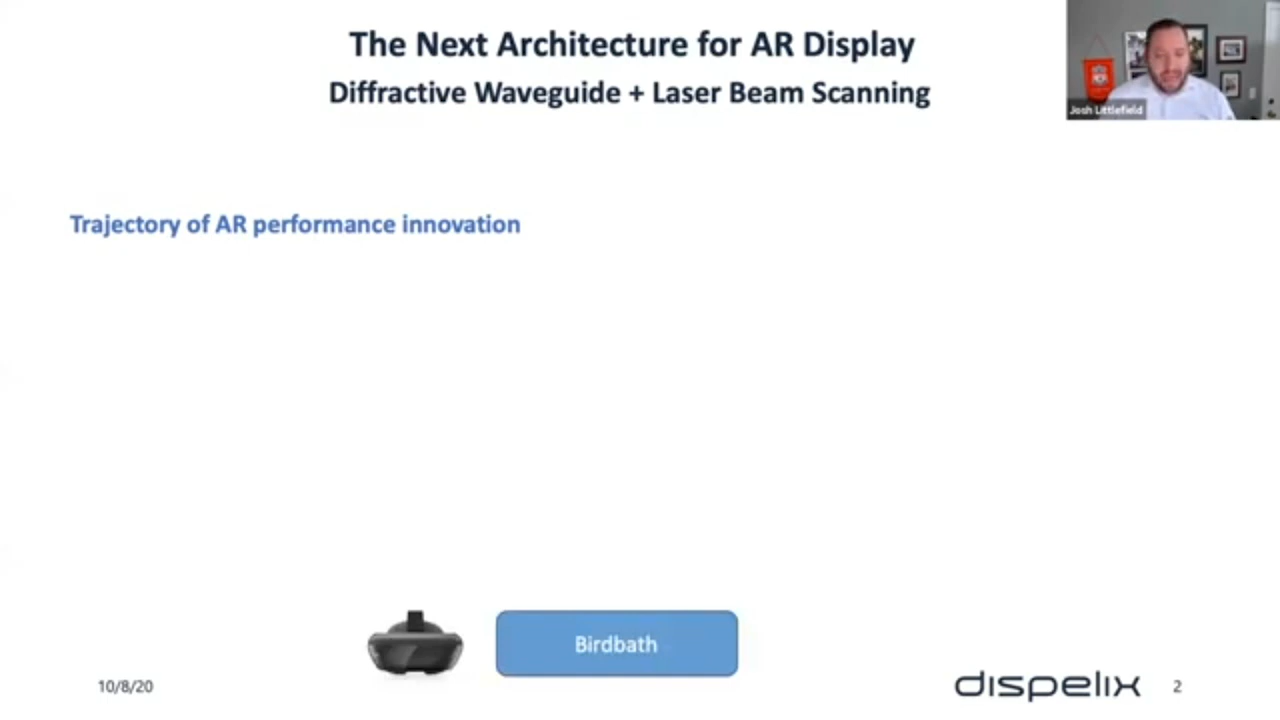 The Next Architecture for AR Display
Diffractive Waveguide + Laser Beam Scanning
Josh Littlefield
Trajectory of AR performance innovation
Birdbath
10/8/20
dispelix
2